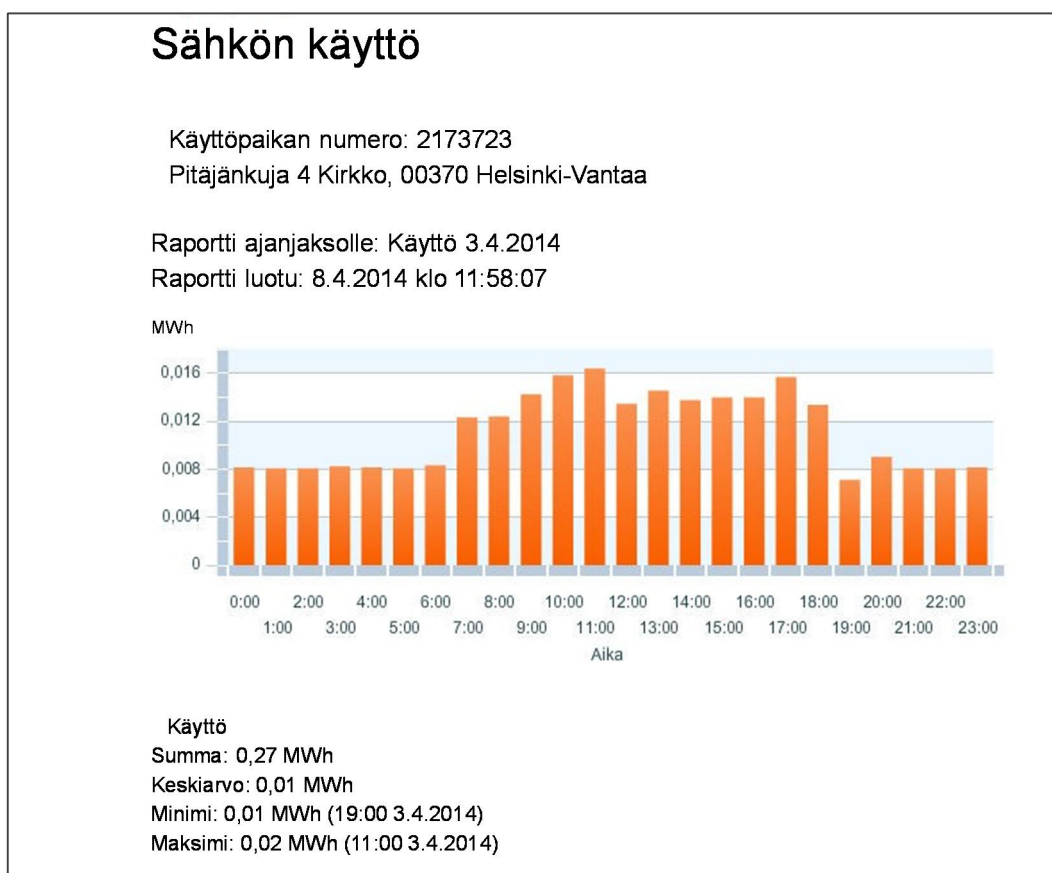 Sähkön käyttö
Käyttöpaikan numero: 2173723
Pitäjänkuja 4 Kirkko, 00370 Helsinki-Vantaa
Raportti ajanjaksolle: Käyttö 3.4.2014
Raportti luotu: 8.4.2014 klo 11:58:07
MWh
0,016
0,012
0,008
0,004
0
0:00 2:00 4:00 6:00 8:00 10:00 12:00 14:00 16:00 18:00 20:00 22:00
1:00 3:00 5:00 7:00 9:00 11:00 13:00 15:00 17:00 19:00 21:00 23:00
Aika
Käyttö
Summa: 0,27 MWh
Keskiarvo: 0,01 MWh
Minimi: 0,01 MWh (19:00 3.4.2014)
Maksimi: 0,02 MWh (11:00 3.4.2014)